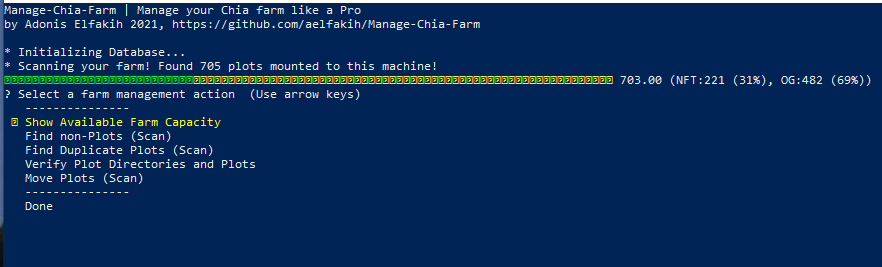 Manage-Chia-Farm | Manage your Chia farm like a Pro
by Adonis Elfakih 2021, https://github.com/aelfakih/Manage-Chia-Farm
* Initializing Database...
* Scanning your farm! Found 705 plots mounted to this machine!
703.00 (NFT:221 (31%), OG:482 (69%))
? Select a farm management action  (Use arrow keys)
---------------
Show Available Farm Capacity
Find non-Plots (Scan)
Find Duplicate Plots (Scan)
Verify Plot Directories and Plots
Move Plots (Scan)
---------------
Done